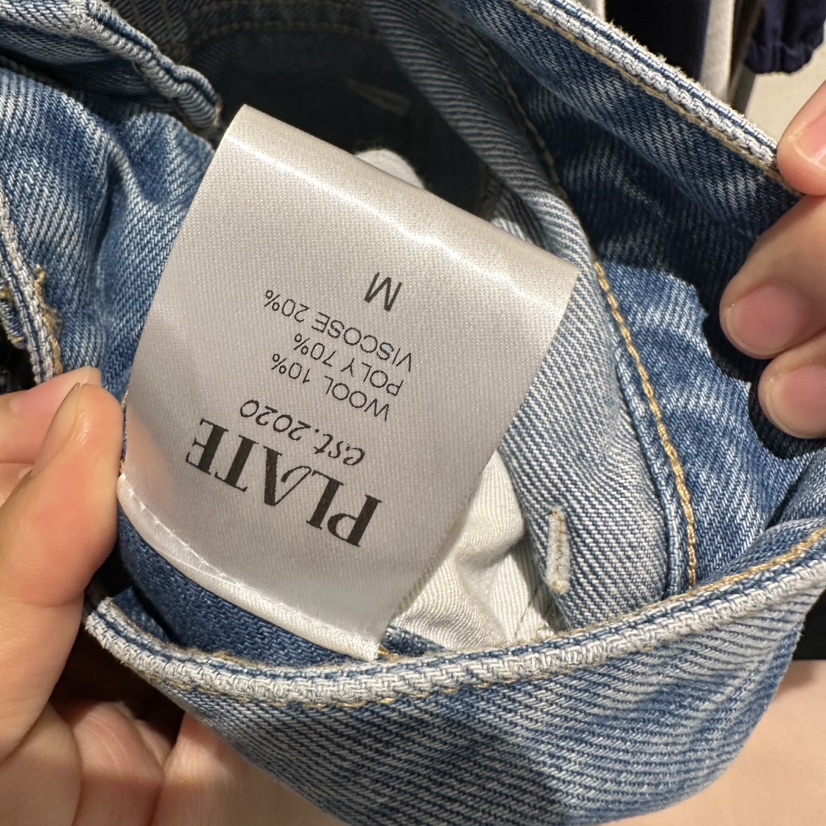 PLATE
est.2020
WOOL 10%
POLY 70%
VISCOSE 20%
M